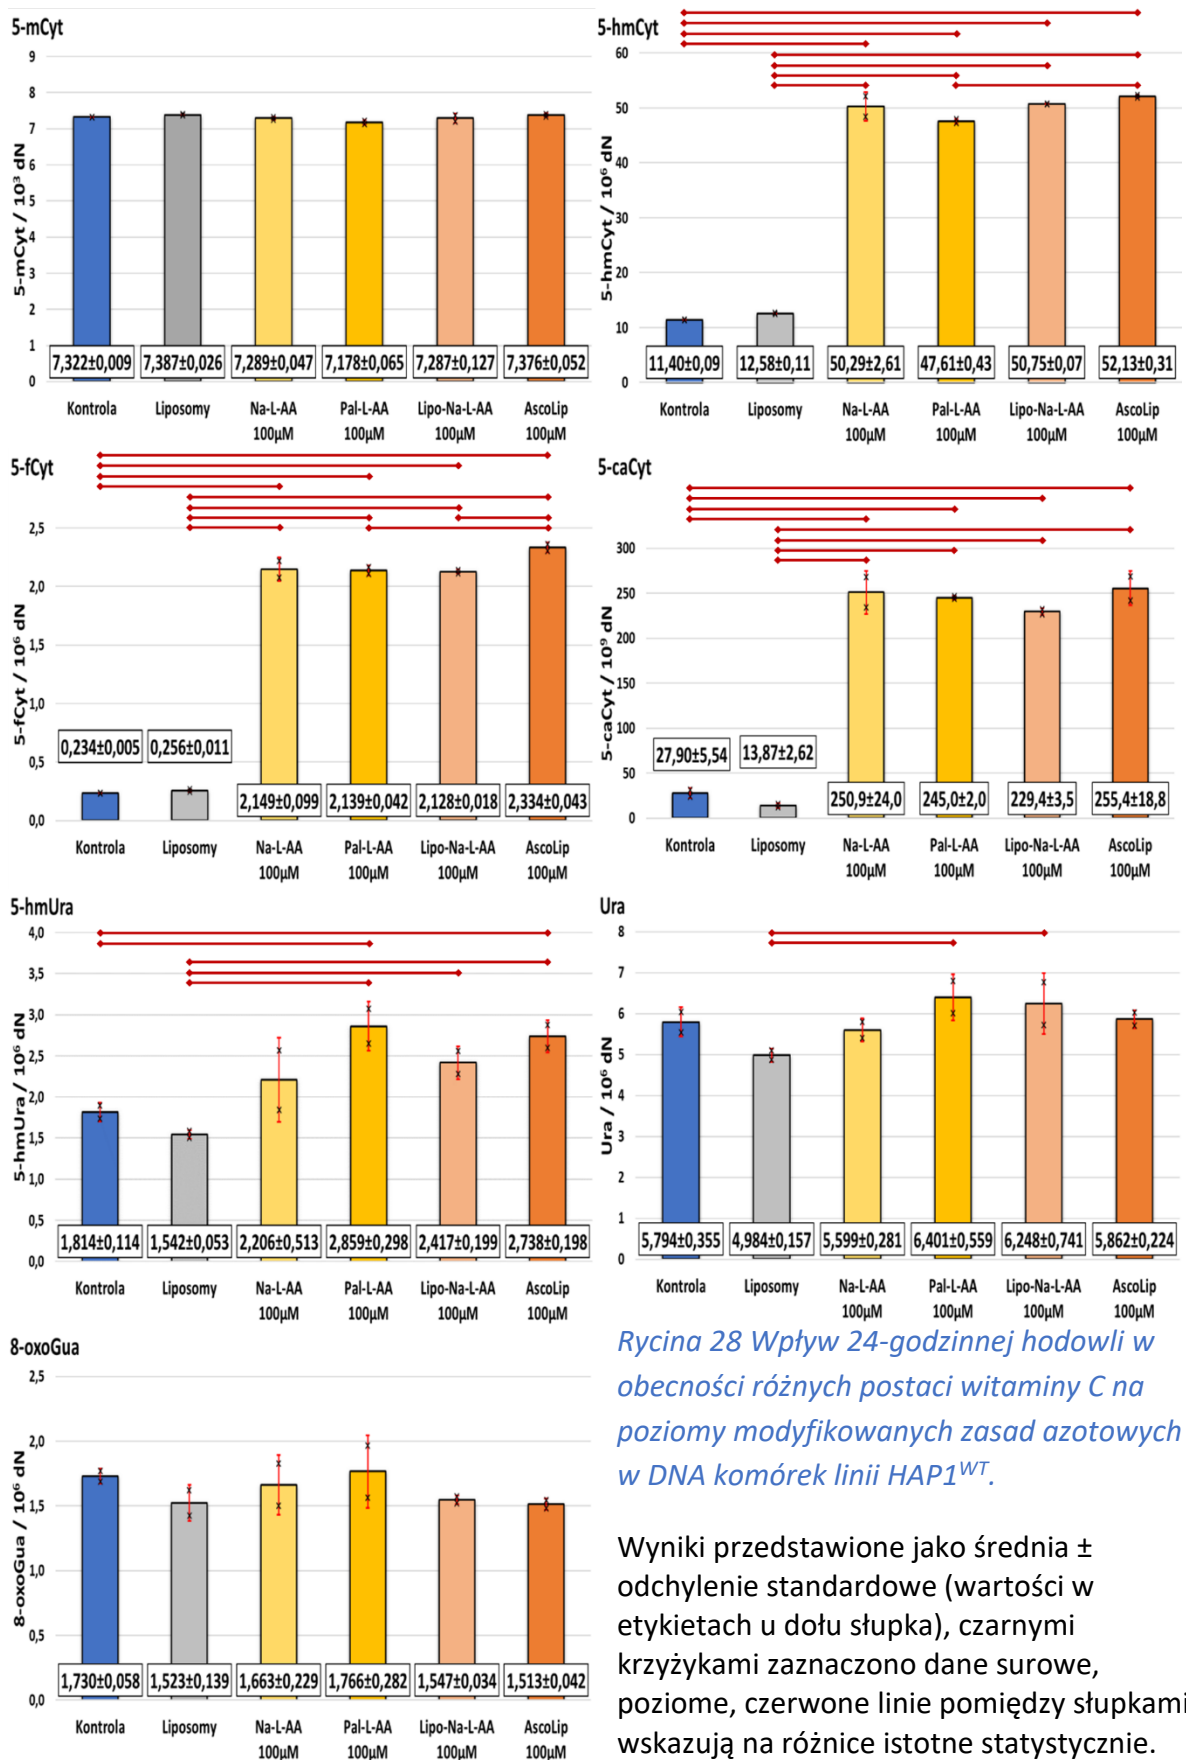 5-mCyt
5-mCyt / 10³ dN
9
8
7
6
5
4
3
2
1
0
7,322±0,009 7,387±0,026 7,289±0,047 7,178±0,065 7,287±0,127 7,376±0,052
Kontrola Liposomy Na-L-AA Pal-L-AA Lipo-Na-L-AA AscoLip
100µM 100µM 100µM 100µM
5-hmCyt
5-hmCyt / 10⁶ dN
60
50
40
30
20
10
0
11,40±0,09 12,58±0,11 50,29±2,61 47,61±0,43 50,75±0,07 52,13±0,31
Kontrola Liposomy Na-L-AA Pal-L-AA Lipo-Na-L-AA AscoLip
100µM 100µM 100µM 100µM
5-fCyt
5-fCyt / 10⁶ dN
2,5
2,0
1,5
1,0
0,5
0,0
0,234±0,005 0,256±0,011 2,149±0,099 2,139±0,042 2,128±0,018 2,334±0,043
Kontrola Liposomy Na-L-AA Pal-L-AA Lipo-Na-L-AA AscoLip
100µM 100µM 100µM 100µM
5-caCyt
5-caCyt / 10⁹ dN
300
250
200
150
100
50
0
27,90±5,54 13,87±2,62 250,9±24,0 245,0±2,0 229,4±3,5 255,4±18,8
Kontrola Liposomy Na-L-AA Pal-L-AA Lipo-Na-L-AA AscoLip
100µM 100µM 100µM 100µM
5-hmUra
5-hmUra / 10⁶ dN
4,0
3,5
3,0
2,5
2,0
1,5
1,0
0,5
0,0
1,814±0,114 1,542±0,053 2,206±0,513 2,859±0,298 2,417±0,199 2,738±0,198
Kontrola Liposomy Na-L-AA Pal-L-AA Lipo-Na-L-AA AscoLip
100µM 100µM 100µM 100µM
Ura
Ura / 10⁶ dN
8
7
6
5
4
3
2
1
0
5,794±0,355 4,984±0,157 5,599±0,281 6,401±0,559 6,248±0,741 5,862±0,224
Kontrola Liposomy Na-L-AA Pal-L-AA Lipo-Na-L-AA AscoLip
100µM 100µM 100µM 100µM
8-oxoGua
8-oxoGua / 10⁶ dN
2,5
2,0
1,5
1,0
0,5
0,0
1,730±0,058 1,523±0,139 1,663±0,229 1,766±0,282 1,547±0,034 1,513±0,042
Kontrola Liposomy Na-L-AA Pal-L-AA Lipo-Na-L-AA AscoLip
100µM 100µM 100µM 100µM
Rycina 28 Wpływ 24-godzinnej hodowli w
obecności różnych postaci witaminy C na
poziomy modyfikowanych zasad azotowych
w DNA komórek linii HAP1ᵂᵀ.
Wyniki przedstawione jako średnia ±
odchylenie standardowe (wartości w
etykietach u dołu słupka), czarnymi
krzyżykami zaznaczono dane surowe,
poziome, czerwone linie pomiędzy słupkami
wskazują na różnice istotne statystycznie.